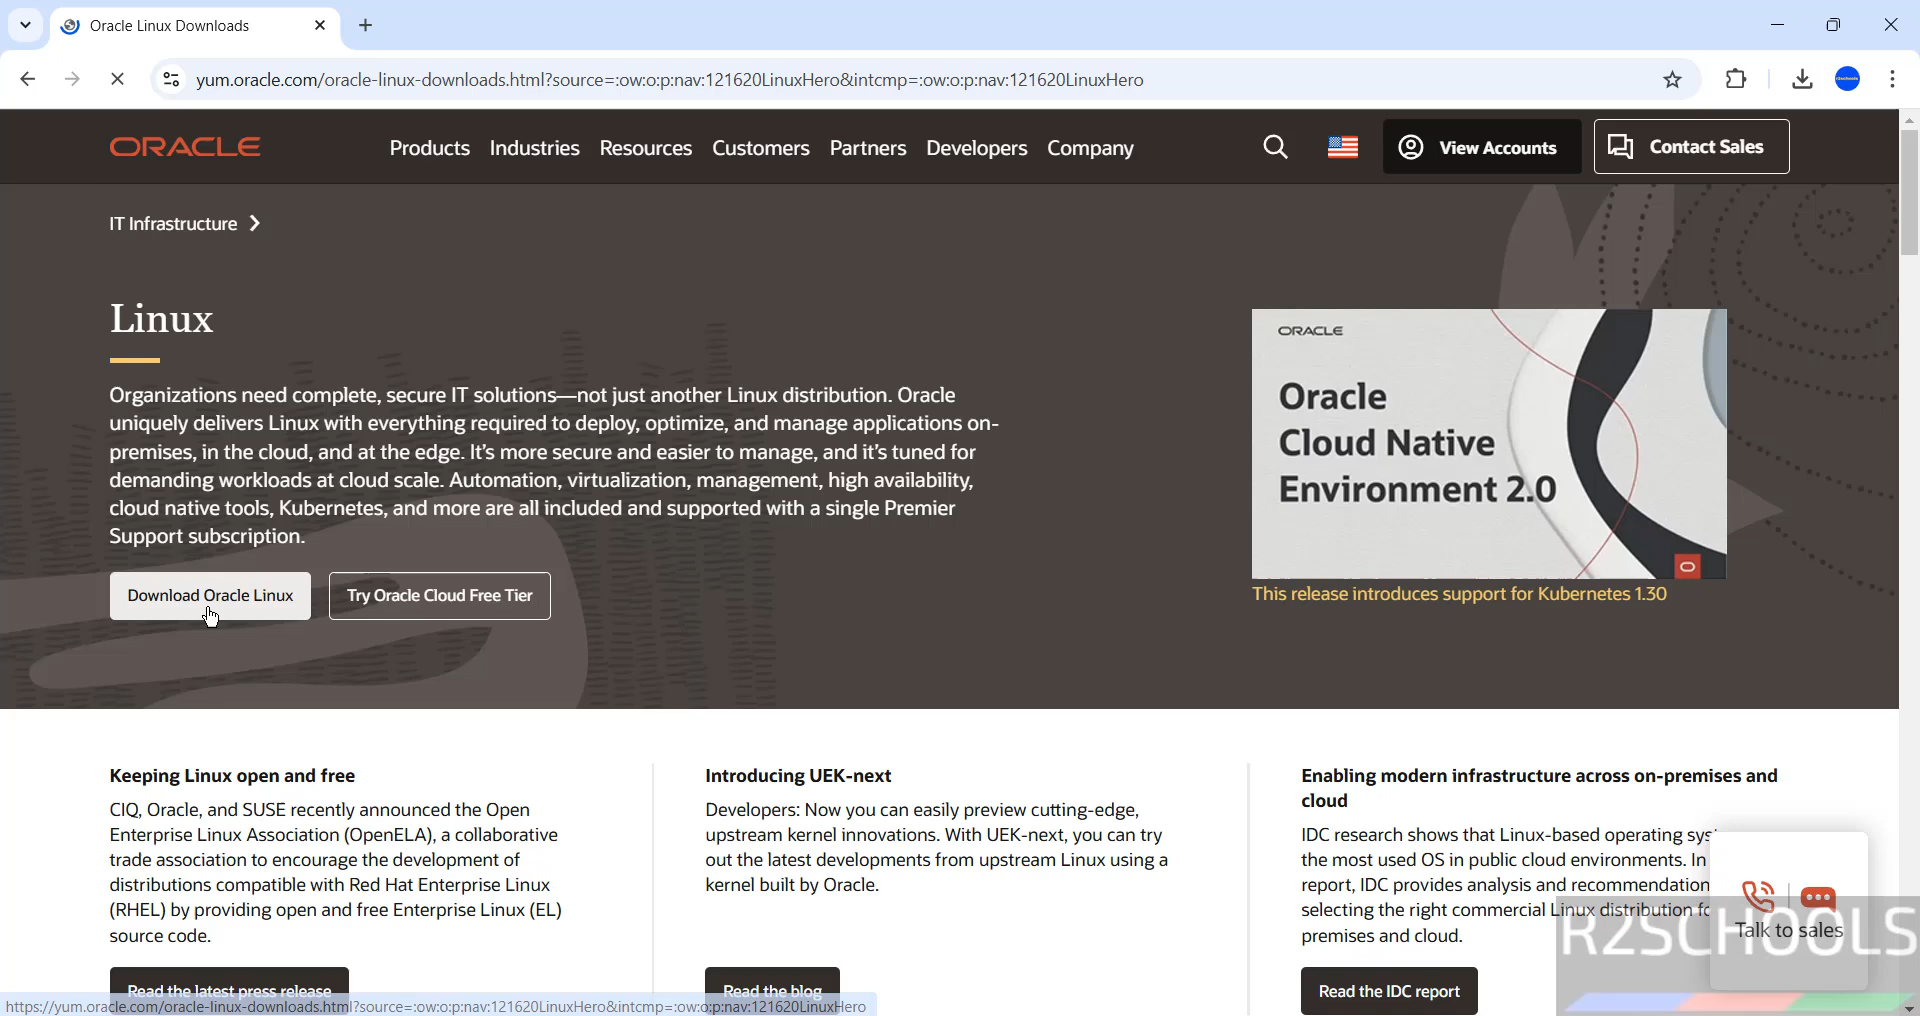 Oracle Linux Downloads
yum.oracle.com/oracle-linux-downloads.html?source=:ow:o:p:nav:121620LinuxHero&intcmp=:ow:o:p:nav:121620LinuxHero
ORACLE
Products Industries Resources Customers Partners Developers Company
View Accounts
Contact Sales
IT Infrastructure
Linux
Organizations need complete, secure IT solutions—not just another Linux distribution. Oracle
uniquely delivers Linux with everything required to deploy, optimize, and manage applications on-
premises, in the cloud, and at the edge. It's more secure and easier to manage, and it's tuned for
demanding workloads at cloud scale. Automation, virtualization, management, high availability,
cloud native tools, Kubernetes, and more are all included and supported with a single Premier
Support subscription.
Download Oracle Linux
Try Oracle Cloud Free Tier
ORACLE
Oracle
Cloud Native
Environment 2.0
This release introduces support for Kubernetes 1.30
Keeping Linux open and free
CIQ, Oracle, and SUSE recently announced the Open
Enterprise Linux Association (OpenELA), a collaborative
trade association to encourage the development of
distributions compatible with Red Hat Enterprise Linux
(RHEL) by providing open and free Enterprise Linux (EL)
source code.
Read the latest press release
Introducing UEK-next
Developers: Now you can easily preview cutting-edge,
upstream kernel innovations. With UEK-next, you can try
out the latest developments from upstream Linux using a
kernel built by Oracle.
Read the blog
Enabling modern infrastructure across on-premises and
cloud
IDC research shows that Linux-based operating
the most used OS in public cloud environments. In
report, IDC provides analysis and
selecting the right commercial Linux distribution
premises and cloud.
Read the IDC report
Talk to sales
R2SCHOOLS
https://yum.oracle.com/oracle-linux-downloads.html?source=:ow:o:p:nav:121620LinuxHero&intcmp=:ow:o:p:nav:121620LinuxHero